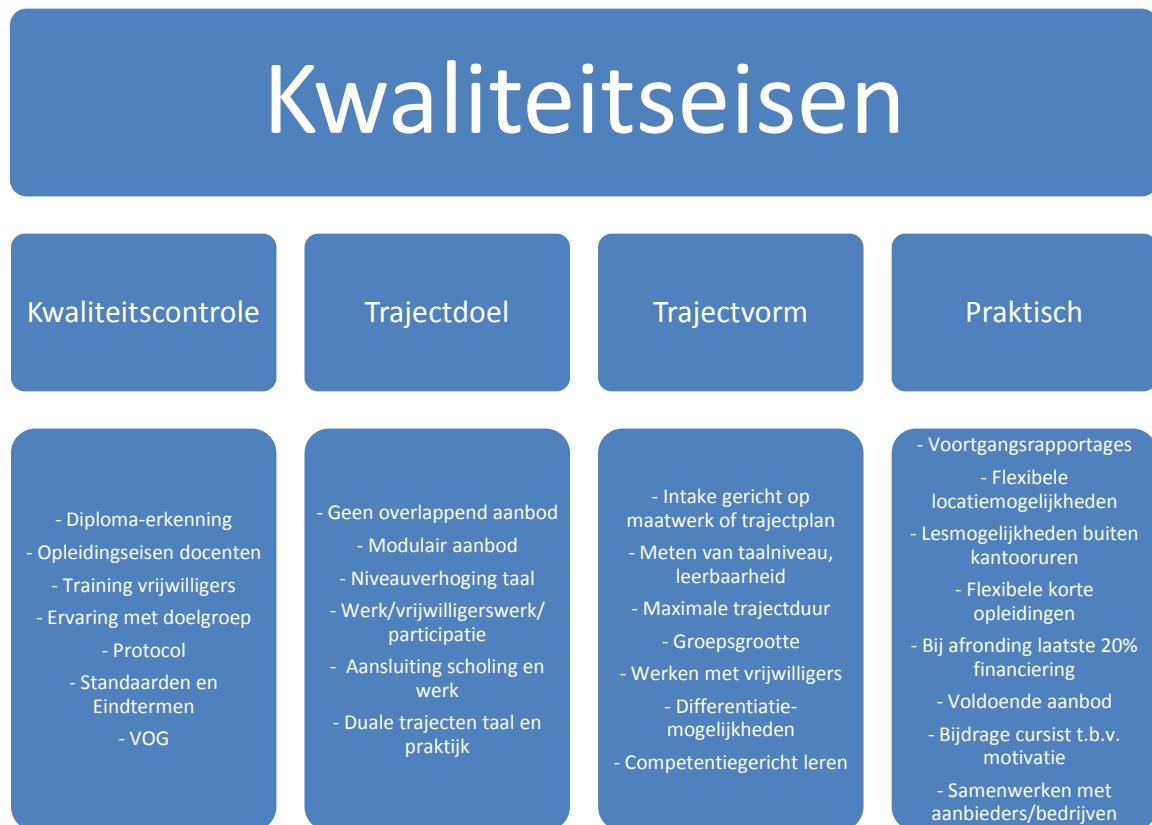 Kwaliteitseisen
Kwaliteitscontrole
Trajectdoel
Trajectvorm
Praktisch
- Diploma-erkenning
- Opleidingseisen docenten
- Training vrijwilligers
- Ervaring met doelgroep
- Protocol
- Standaarden en
Eindtermen
- VOG
- Geen overlappend aanbod
- Modulair aanbod
- Niveauverhoging taal
- Werk/vrijwilligerswerk/
participatie
- Aansluiting scholing en
werk
- Duale trajecten taal en
praktijk
- Intake gericht op
maatwerk of trajectplan
- Meten van taalniveau,
leerbaarheid
- Maximale trajectduur
- Groepsgrootte
- Werken met vrijwilligers
- Differentiatie-
mogelijkheden
- Competentiegericht leren
- Voortgangsrapportages
- Flexibele
locatiemogelijkheden
- Lesmogelijkheden buiten
kantooruren
- Flexibele korte
opleidingen
- Bij afronding laatste 20%
financiering
- Voldoende aanbod
- Bijdrage cursist t.b.v.
motivatie
- Samenwerken met
aanbieders/bedrijven